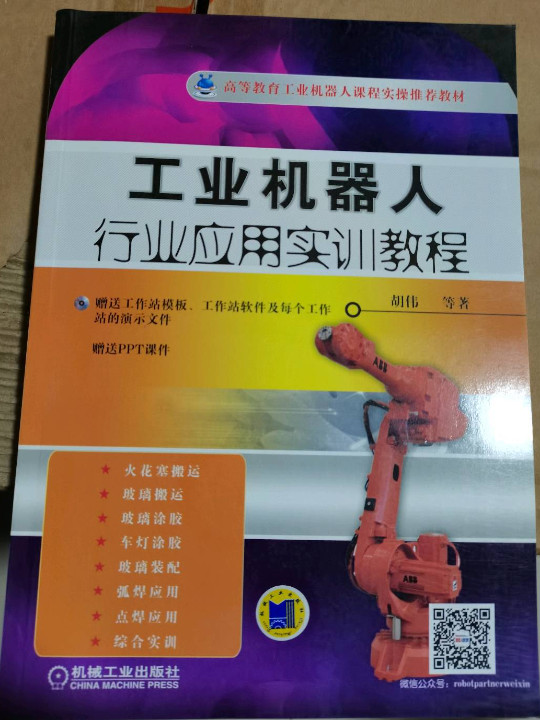 高等教育工业机器人课程实操推荐教材
工业机器人
行业应用实训教程
胡伟 等著
赠送工作站模板、工作站软件及每个工作
站的演示文件
赠送PPT课件
ABB
★ 火花塞搬运
★ 玻璃搬运
★ 玻璃涂胶
★ 车灯涂胶
★ 玻璃装配
★ 弧焊应用
★ 点焊应用
★ 综合实训
ABB
机械工业出版社
CHINA MACHINE PRESS
微信公众号：robotpartnerweixin